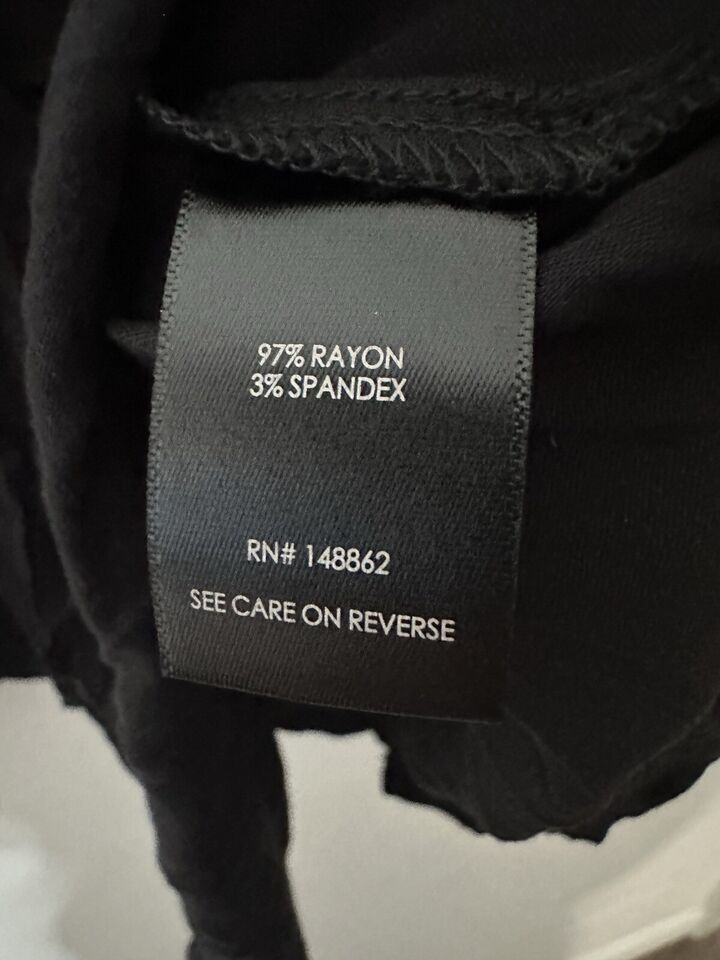 97% RAYON
3% SPANDEX
RN# 148862
SEE CARE ON REVERSE